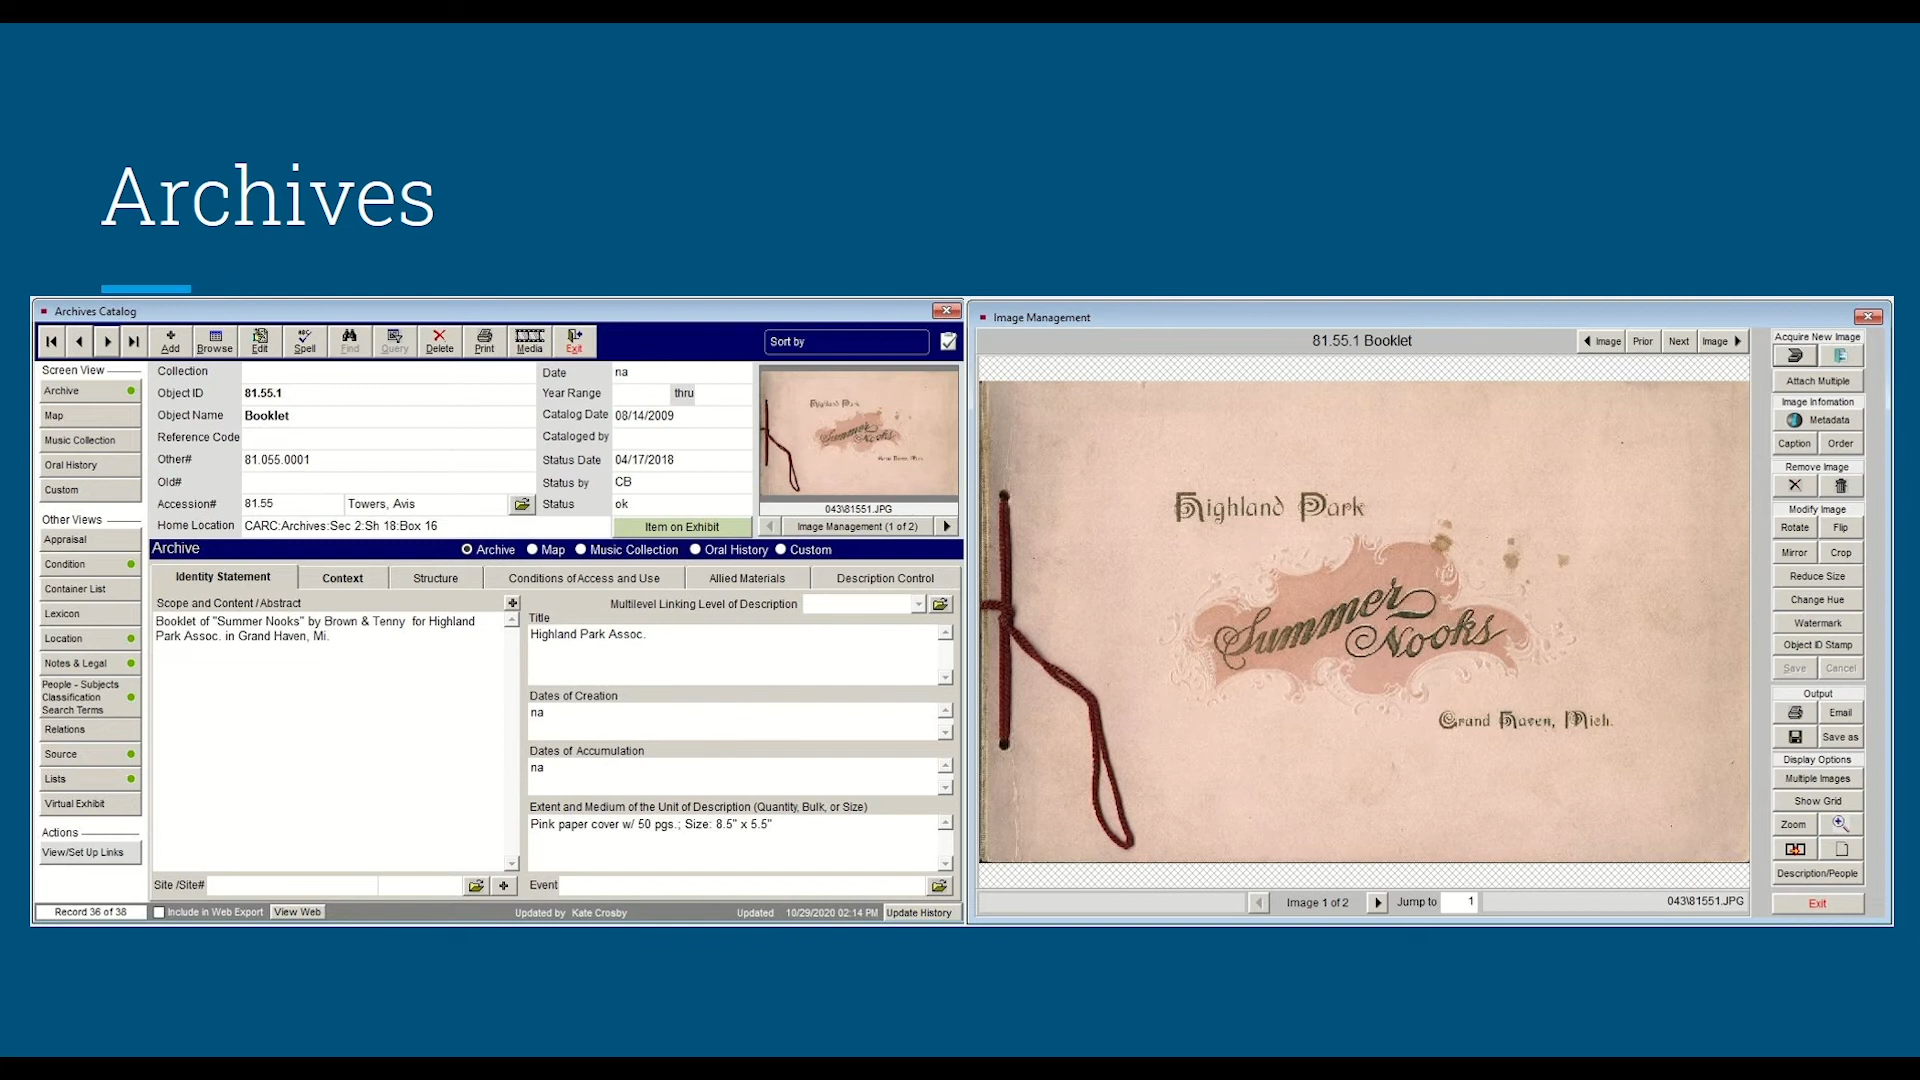 Archives
Archives Catalog
Add Browse Edit Spell Find Query Delete Print Media Exit
Sort by
Screen View
Archive
Map
Music Collection
Oral History
Custom
Other Views
Appraisal
Condition
Container List
Lexicon
Location
Notes & Legal
People - Subjects
Classification
Search Terms
Relations
Source
Lists
Virtual Exhibit
Actions
View/Set Up Links
Record 36 of 38
Collection
Object ID 81.55.1
Object Name Booklet
Reference Code
Other# 81.055.0001
Old#
Accession# 81.55 Towers, Avis
Home Location CARC:Archives:Sec 2:Sh 18:Box 16
Date na
Year Range thru
Catalog Date 08/14/2009
Cataloged by
Status Date 04/17/2018
Status by CB
Status ok
Item on Exhibit
Highland Park
Summer Nooks
Grand Haven, Mich.
043\81551.JPG
Image Management (1 of 2)
Archive
Archive Map Music Collection Oral History Custom
Identity Statement Context Structure Conditions of Access and Use Allied Materials Description Control
Scope and Content / Abstract
Booklet of "Summer Nooks" by Brown & Tenny for Highland
Park Assoc. in Grand Haven, Mi.
Multilevel Linking Level of Description
Title
Highland Park Assoc.
Dates of Creation
na
Dates of Accumulation
na
Extent and Medium of the Unit of Description (Quantity, Bulk, or Size)
Pink paper cover w/ 50 pgs.; Size: 8.5" x 5.5"
Site /Site#
Event
Include in Web Export View Web Updated by Kate Crosby Updated 10/29/2020 02:14 PM Update History
Image Management
81.55.1 Booklet
Image Prior Next Image
Highland Park
Summer
Nooks
Grand Haven, Mich.
Image 1 of 2 Jump to 1 043\81551.JPG
Acquire New Image
Attach Multiple
Image Infomation
Metadata
Caption Order
Remove Image
Modify Image
Rotate Flip
Mirror Crop
Reduce Size
Change Hue
Watermark
Object ID Stamp
Save Cancel
Output
Email
Save as
Display Options
Multiple Images
Show Grid
Zoom
Description/People
Exit